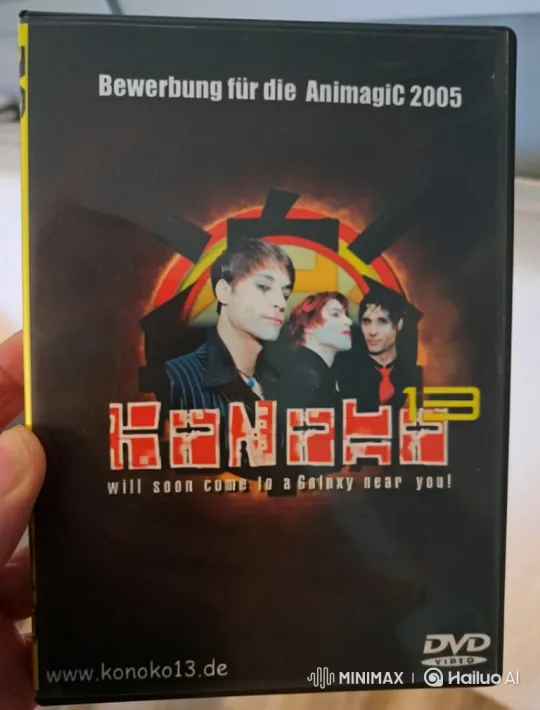 Bewerbung für die AnimagiC 2005
KONOKO 13
will soon come to a Galaxy near you!
DVD
VIDEO
www.konoko13.de
MINIMAX | Hailuo AI